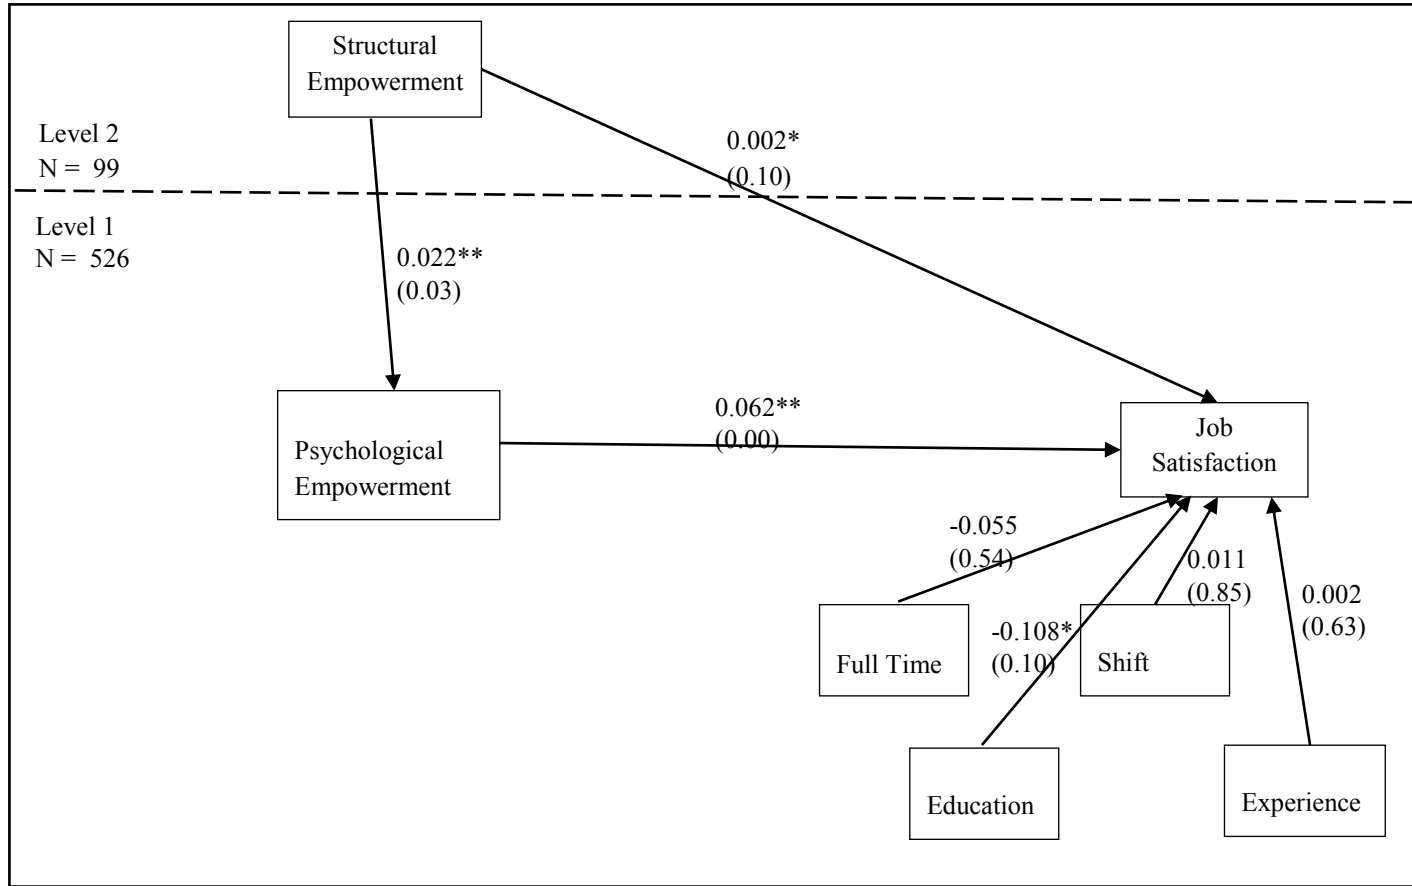 Structural
Empowerment
Level 2
N = 99
0.002*
(0.10)
Level 1
N = 526
0.022**
(0.03)
0.062**
(0.00)
Psychological
Empowerment
Job
Satisfaction
-0.055
(0.54)
0.011
(0.85)
0.002
(0.63)
-0.108*
(0.10)
Full Time
Shift
Education
Experience